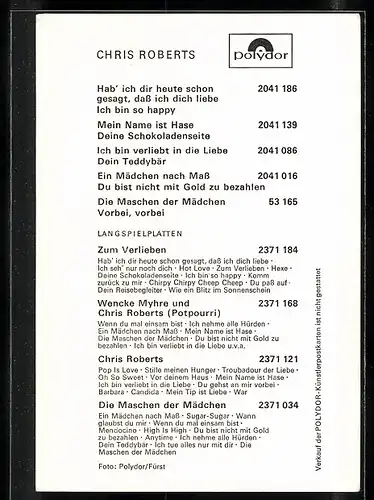 CHRIS ROBERTS
polydor
Hab' ich dir heute schon
gesagt, daß ich dich liebe 2041 186
Ich bin so happy
Mein Name ist Hase 2041 139
Deine Schokoladenseite
Ich bin verliebt in die Liebe 2041 086
Dein Teddybär
Ein Mädchen nach Maß 2041 016
Du bist nicht mit Gold zu bezahlen
Die Maschen der Mädchen 53 165
Vorbei, vorbei
LANGSPIELPLATTEN
Zum Verlieben 2371 184
Hab' ich dir heute schon gesagt, daß ich dich liebe ·
Ich seh' nur noch dich · Hot Love · Zum Verlieben · Hexe ·
Deine Schokoladenseite · Ich bin so happy · Komm
zurück zu mir · Chirpy Chirpy Cheep Cheep · Du paß auf ·
Dein Reisebegleiter · Wie ein Blitz im Sonnenschein
Wencke Myhre und 2371 168
Chris Roberts (Potpourri)
Wenn du mal einsam bist · Ich nehme alle Hürden ·
Ein Mädchen nach Maß · Mein Name ist Hase ·
Die Maschen der Mädchen · Du bist nicht mit Gold zu
bezahlen · Ich bin verliebt in die Liebe u.v.a.
Chris Roberts 2371 121
Pop Is Love · Stille meinen Hunger · Troubadour der Liebe ·
Oh So Sweet · Vor deinem Haus · Mein Name ist Hase ·
Ich bin verliebt in die Liebe · Du gehst an mir vorbei ·
Barbara · Candida · Mein Tip ist Liebe · War
Die Maschen der Mädchen 2371 034
Ein Mädchen nach Maß · Sugar-Sugar · Wann
glaubst du mir · Wenn du mal einsam bist ·
Mendocino · High Is High · Du bist nicht mit Gold
zu bezahlen · Anytime · Ich nehme alle Hürden ·
Dein Teddybär · Ich tue alles nur mit dir · Die
Maschen der Mädchen
Foto: Polydor/Fürst
Verkauf der POLYDOR-Künstlerpostkarten ist nicht gestattet